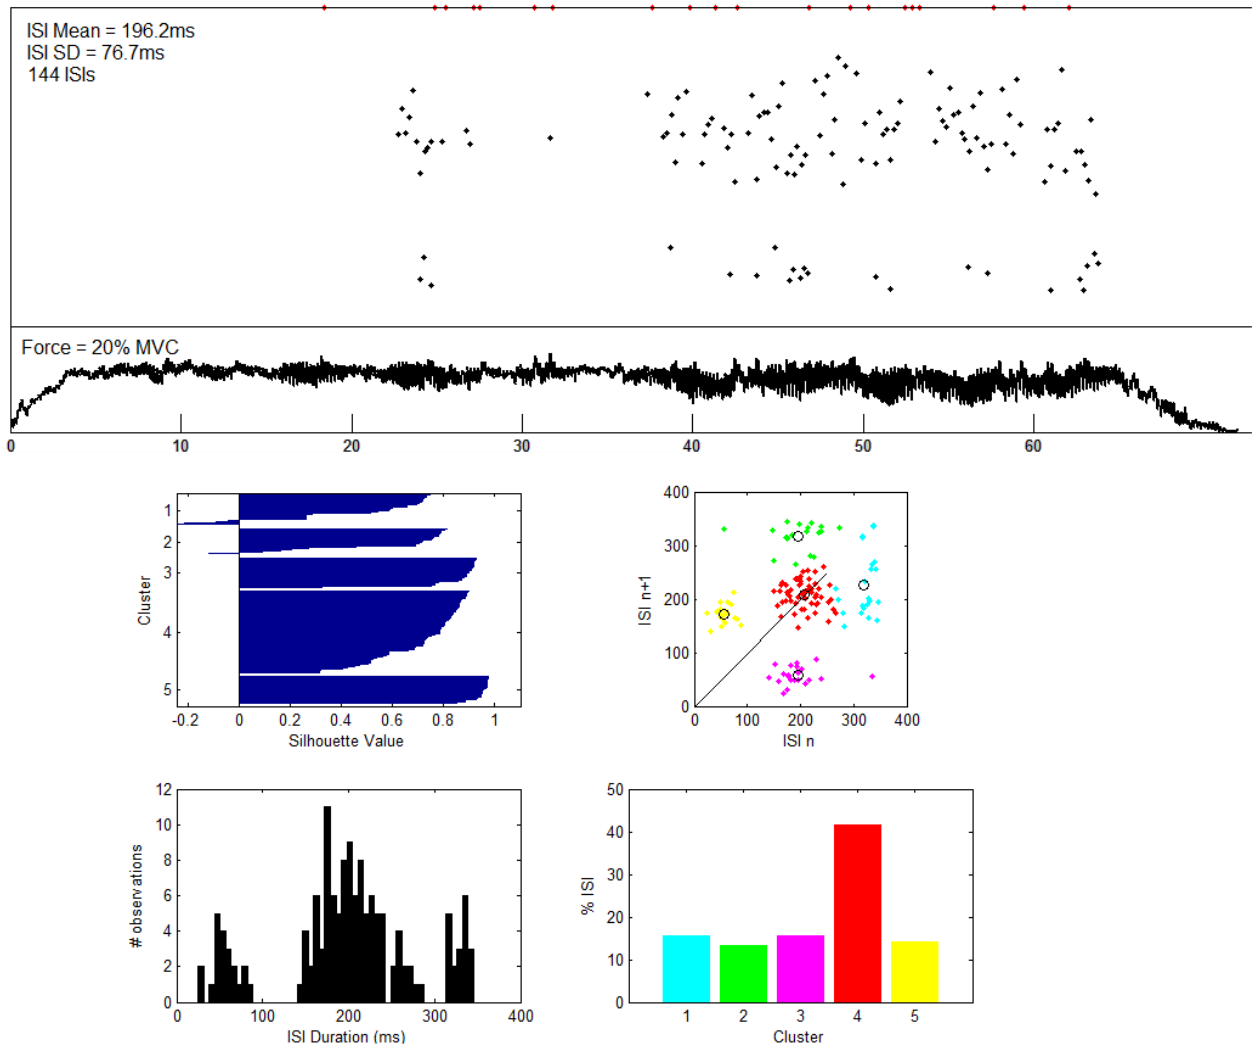 ISI Mean = 196.2ms
ISI SD = 76.7ms
144 ISIs
Force = 20% MVC
0 10 20 30 40 50 60
1
2
3
4
5
Cluster
-0.2 0 0.2 0.4 0.6 0.8 1
Silhouette Value
400
300
200
100
0
ISI n+1
0 100 200 300 400
ISI n
12
10
8
6
4
2
0
# observations
0 100 200 300 400
ISI Duration (ms)
50
40
30
20
10
0
% ISI
1 2 3 4 5
Cluster